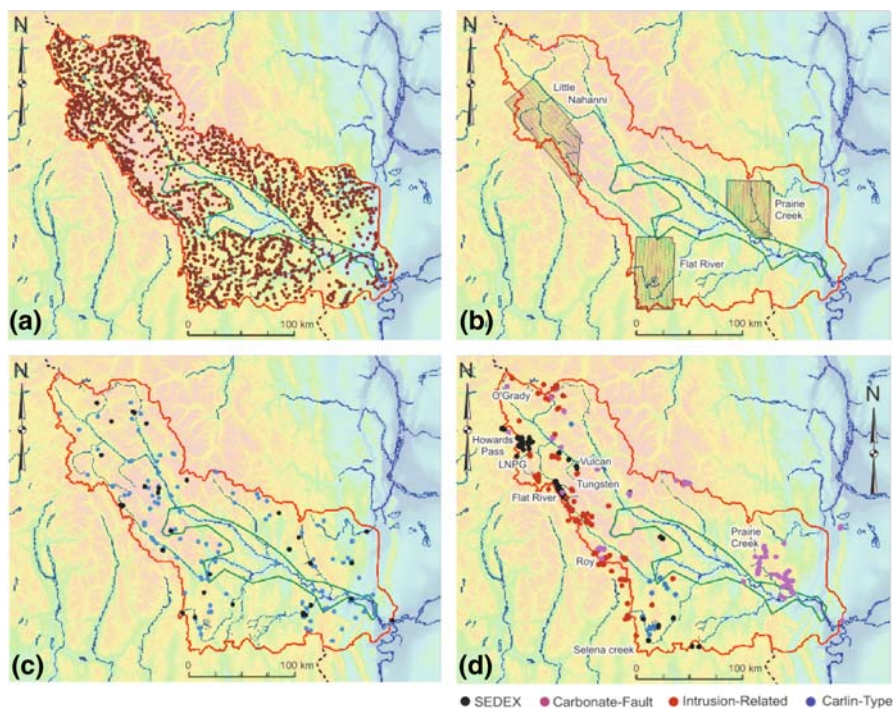 N
(a)
0 100 km
N
Little
Nahanni
Prairie
Creek
Flat River
(b)
0 100 km
N
(c)
0 100 km
N
N
O'Grady
Howards
Pass
LNPG
Vulcan
Tungsten
Flat River
Prairie
Creek
Roy
Selena creek
(d)
0 100 km
SEDEX Carbonate-Fault Intrusion-Related Carlin-Type